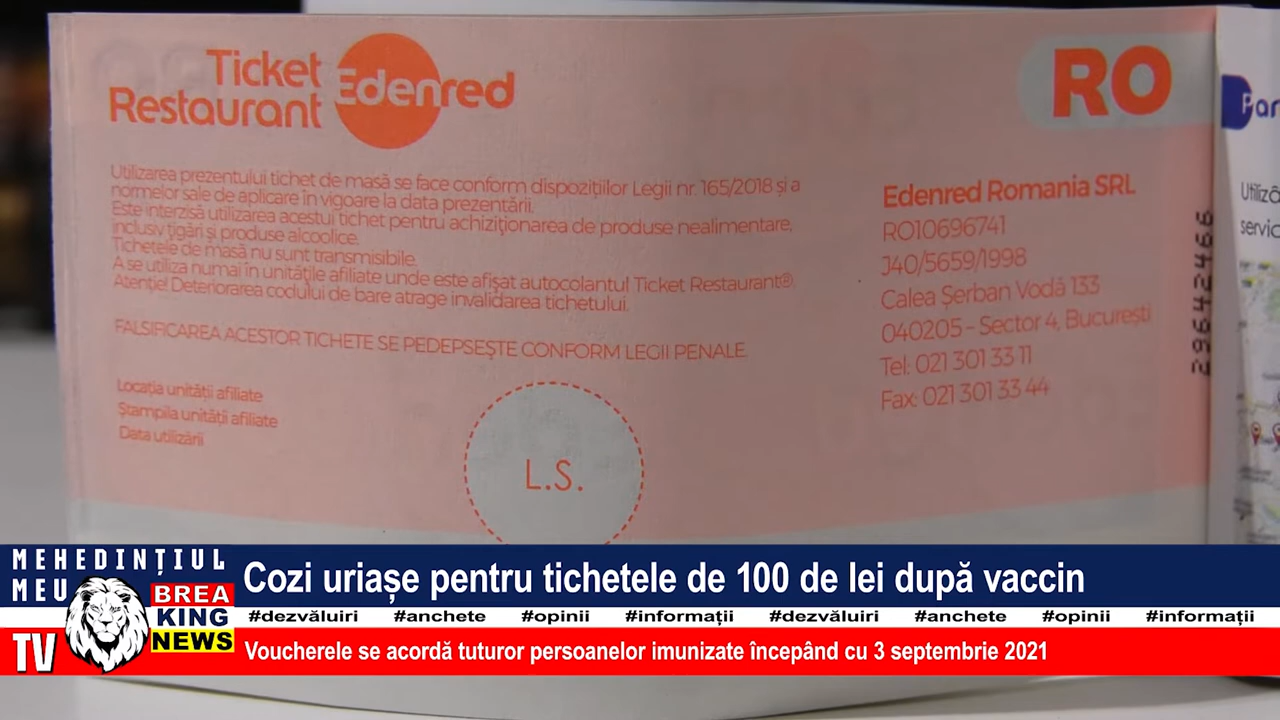 Ticket
Restaurant
Edenred
RO
Utilizarea prezentului tichet de masă se face conform dispozițiilor Legii nr. 165/2018 și a
normelor sale de aplicare în vigoare la data prezentării.
Este interzisă utilizarea acestui tichet pentru achiziționarea de produse nealimentare,
inclusiv țigări și produse alcoolice.
Tichetele de masă nu sunt transmisibile.
A se utiliza numai în unitățile afiliate unde este afișat autocolantul Ticket Restaurant®.
Atenție! Deteriorarea codului de bare atrage invalidarea tichetului.
FALSIFICAREA ACESTOR TICHETE SE PEDEPSEȘTE CONFORM LEGII PENALE.
Locația unității afiliate
Ștampila unității afiliate
Data utilizării
L.S.
Edenred Romania SRL
RO10696741
J40/5659/1998
Calea Șerban Vodă 133
040205 - Sector 4, București
Tel: 021 301 33 11
Fax: 021 301 33 44
29642466
MEHEDINȚIUL
MEU
TV
BREA
KING
NEWS
Cozi uriașe pentru tichetele de 100 de lei după vaccin
#dezvăluiri #anchete #opinii #informații #dezvăluiri #anchete #opinii #informații
Voucherele se acordă tuturor persoanelor imunizate începând cu 3 septembrie 2021